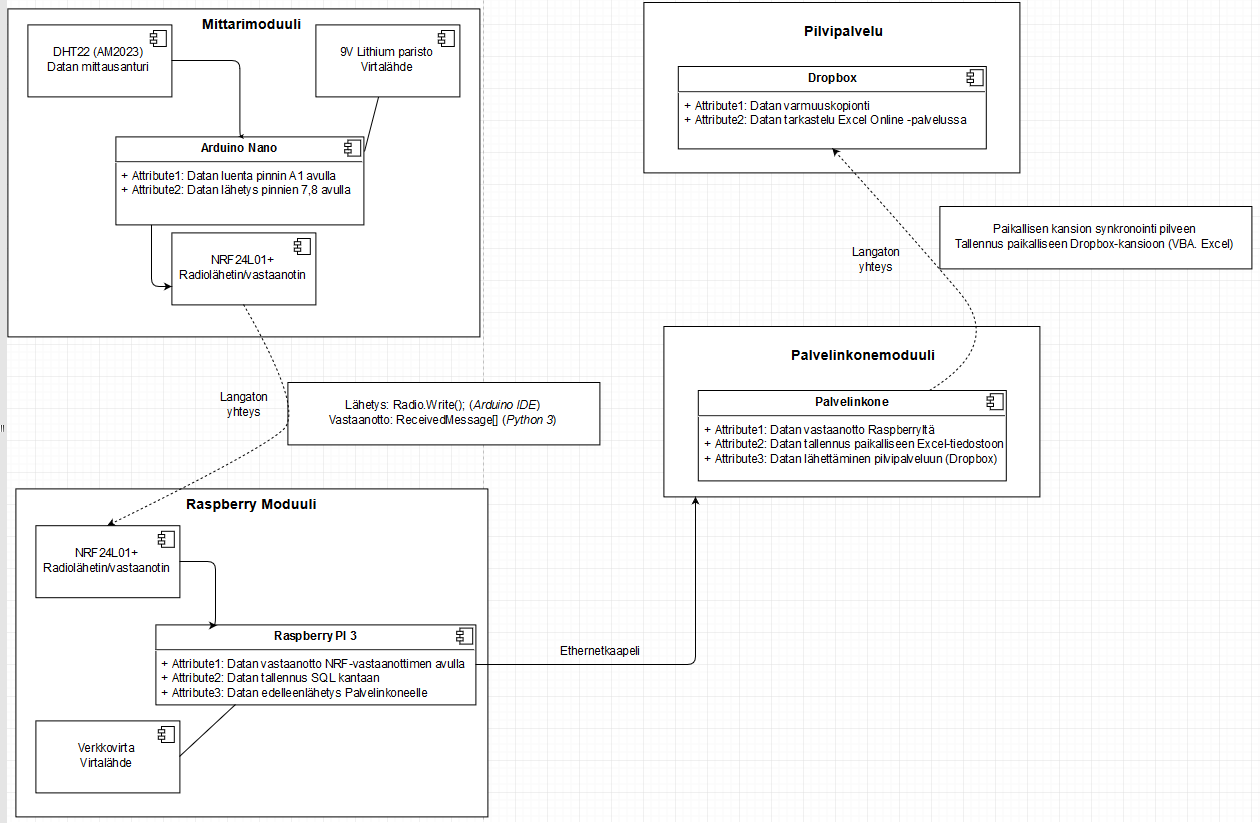 Mittarimoduuli
DHT22 (AM2023)
Datan mittausanturi
9V Lithium paristo
Virtalähde
Arduino Nano
+ Attribute1: Datan luenta pinnin A1 avulla
+ Attribute2: Datan lähetys pinnien 7,8 avulla
NRF24L01+
Radiolähetin/vastaanotin
Langaton
yhteys
Lähetys: Radio.Write(); (Arduino IDE)
Vastaanotto: ReceivedMessage[] (Python 3)
Raspberry Moduuli
NRF24L01+
Radiolähetin/vastaanotin
Raspberry PI 3
+ Attribute1: Datan vastaanotto NRF-vastaanottimen avulla
+ Attribute2: Datan tallennus SQL kantaan
+ Attribute3: Datan edelleenlähetys Palvelinkoneelle
Verkkovirta
Virtalähde
Ethernetkaapeli
Pilvipalvelu
Dropbox
+ Attribute1: Datan varmuuskopionti
+ Attribute2: Datan tarkastelu Excel Online -palvelussa
Langaton
yhteys
Paikallisen kansion synkronointi pilveen
Tallennus paikalliseen Dropbox-kansioon (VBA. Excel)
Palvelinkonemoduuli
Palvelinkone
+ Attribute1: Datan vastaanotto Raspberryltä
+ Attribute2: Datan tallennus paikalliseen Excel-tiedostoon
+ Attribute3: Datan lähettäminen pilvipalveluun (Dropbox)